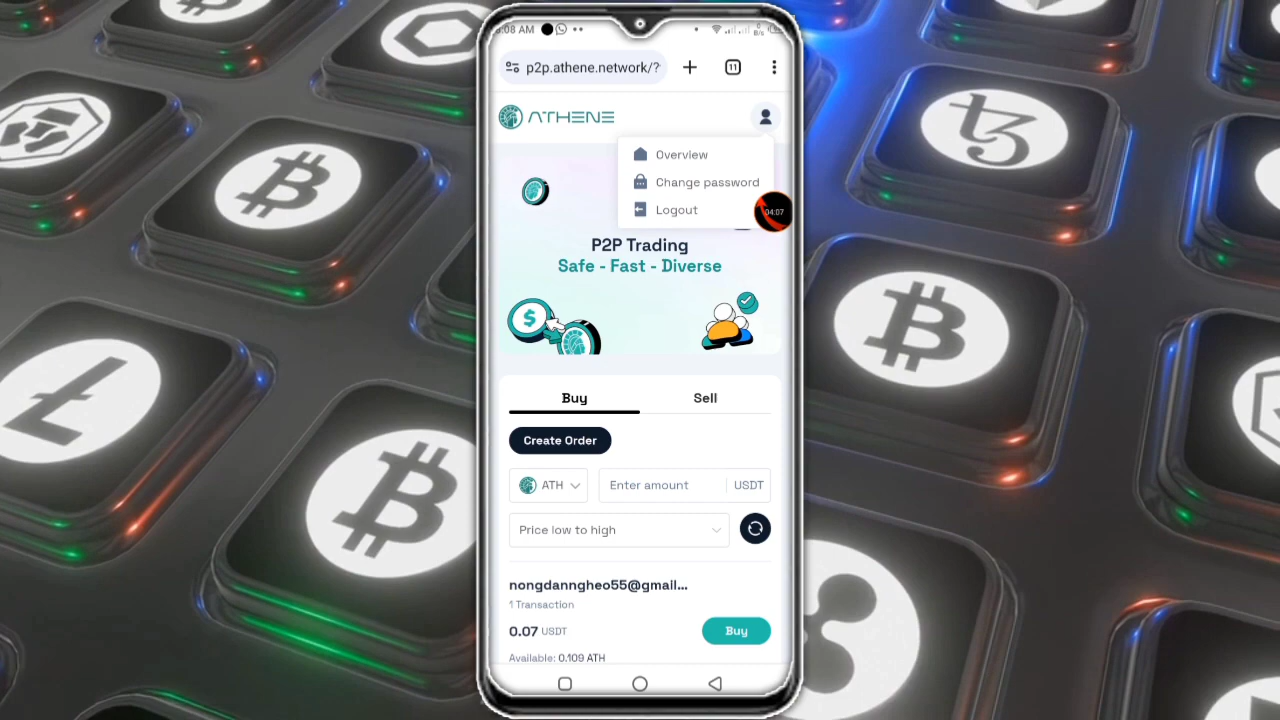 :08 AM
B/s
p2p.athene.network/?
11
ATHENE
Overview
Change password
Logout
04:07
P2P Trading
Safe - Fast - Diverse
$
Buy
Sell
Create Order
ATH
Enter amount
USDT
Price low to high
nongdanngheo55@gmail...
1 Transaction
0.07 USDT
Buy
Available: 0.109 ATH